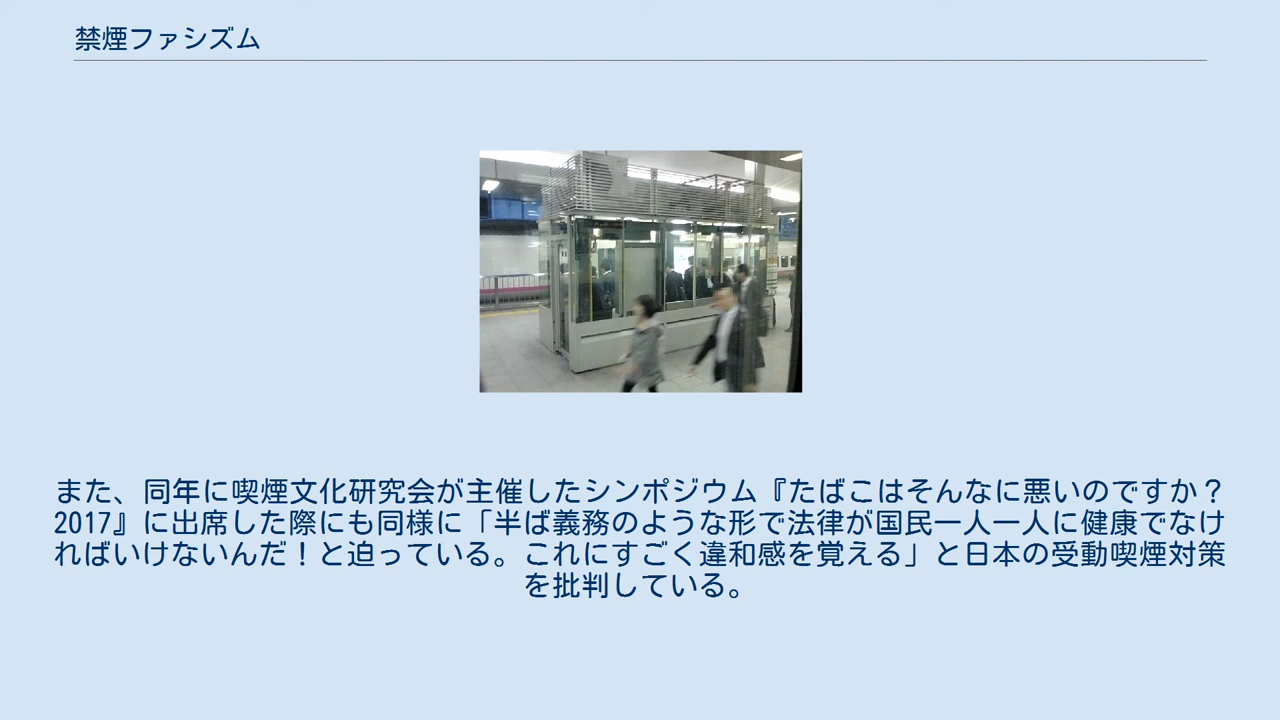 禁煙ファシズム
また、同年に喫煙文化研究会が主催したシンポジウム『たばこはそんなに悪いのですか？
2017』に出席した際にも同様に「半ば義務のような形で法律が国民一人一人に健康でなけ
ればいけないんだ！と迫っている。これにすごく違和感を覚える」と日本の受動喫煙対策
を批判している。